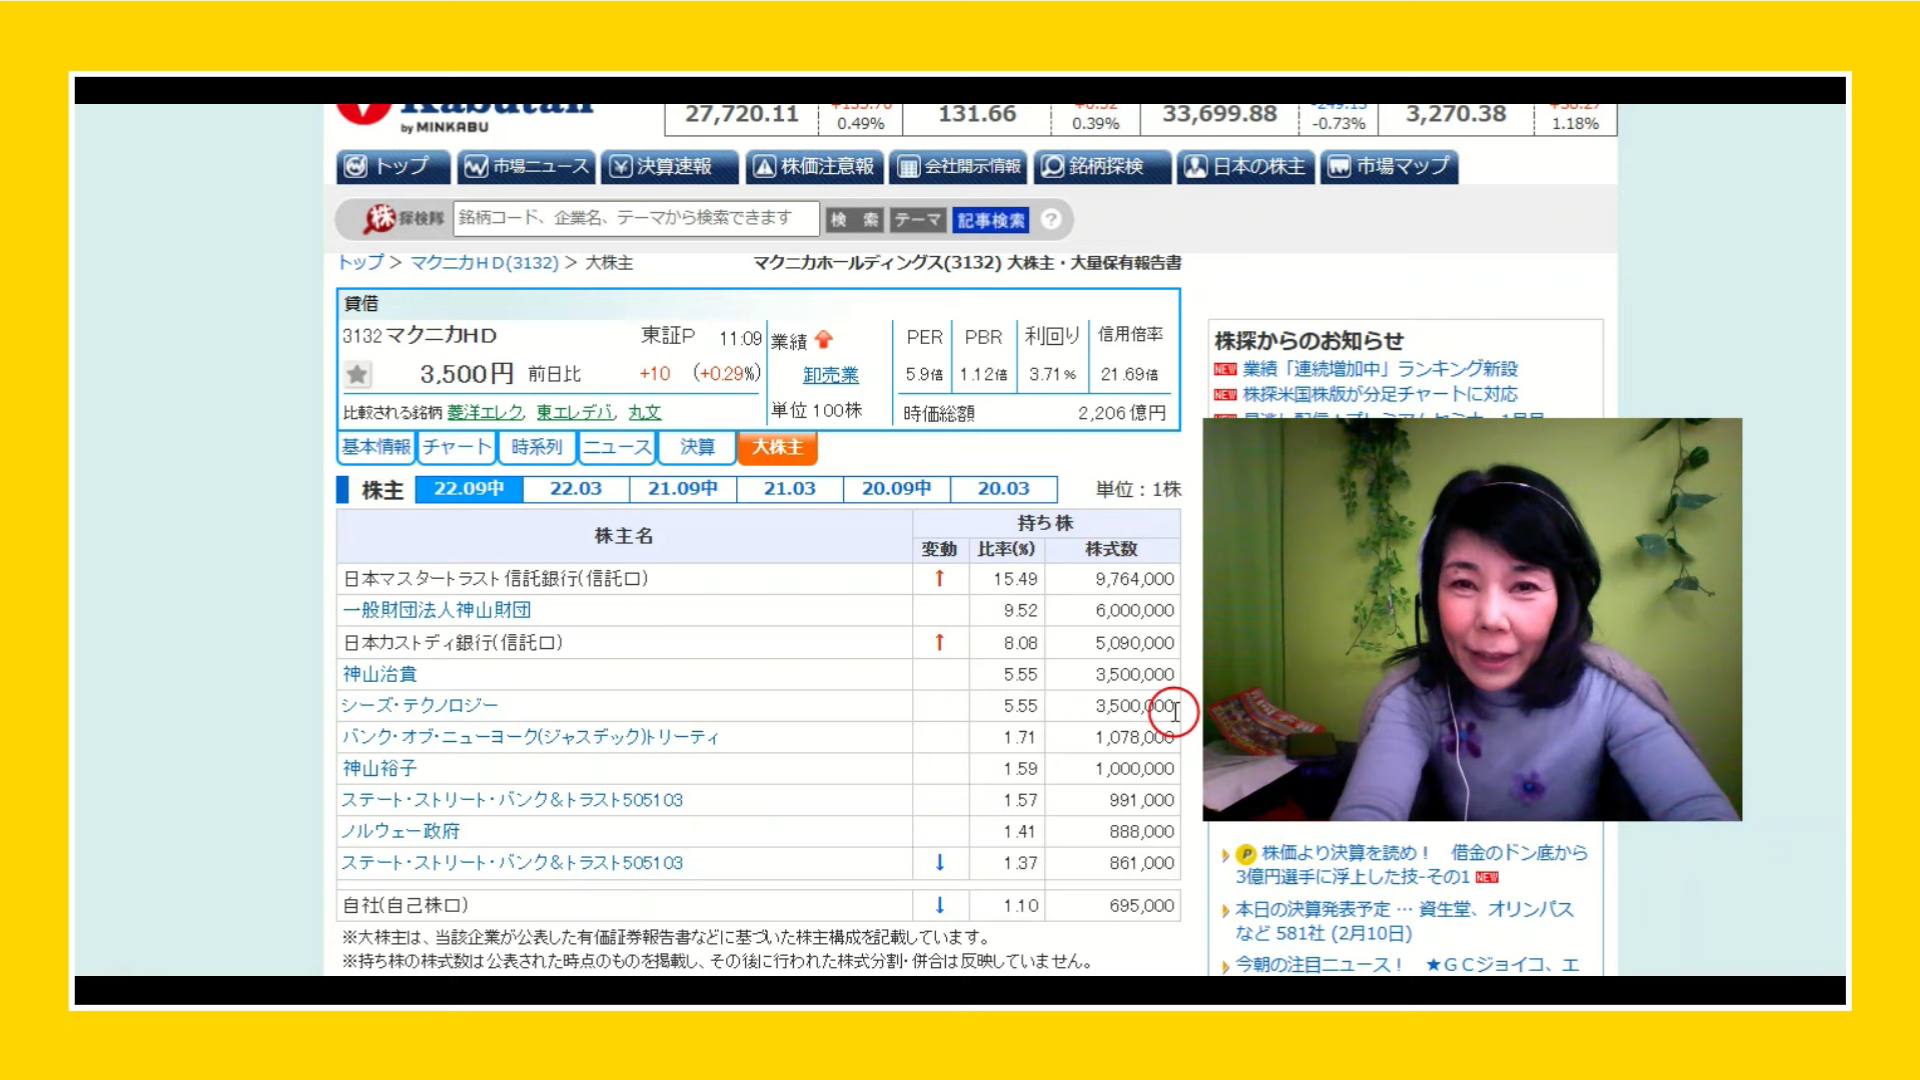 Kabutan
by MINKABU
27,720.11 0.49% 131.66 0.39% 33,699.88 -0.73% 3,270.38 1.18%
トップ 市場ニュース 決算速報 株価注意報 会社開示情報 銘柄探検 日本の株主 市場マップ
株探検隊 銘柄コード、企業名、テーマから検索できます 検 索 テーマ 記事検索 ?
トップ > マクニカHD(3132) > 大株主 マクニカホールディングス(3132) 大株主・大量保有報告書
貸借
3132 マクニカHD 東証P 11:09 業績 PER PBR 利回り 信用倍率
3,500円 前日比 +10 (+0.29%) 卸売業 5.9倍 1.12倍 3.71% 21.69倍
比較される銘柄 菱洋エレク, 東エレデバ, 丸文 単位 100株 時価総額 2,206億円
基本情報 チャート 時系列 ニュース 決算 大株主
株主 22.09中 22.03 21.09中 21.03 20.09中 20.03 単位：1株
株主名 持ち株
変動 比率(%) 株式数
日本マスタートラスト信託銀行(信託口) ↑ 15.49 9,764,000
一般財団法人神山財団 9.52 6,000,000
日本カストディ銀行(信託口) ↑ 8.08 5,090,000
神山治貴 5.55 3,500,000
シーズ・テクノロジー 5.55 3,500,000
バンク・オブ・ニューヨーク(ジャスデック)トリーティ 1.71 1,078,000
神山裕子 1.59 1,000,000
ステート・ストリート・バンク＆トラスト505103 1.57 991,000
ノルウェー政府 1.41 888,000
ステート・ストリート・バンク＆トラスト505103 ↓ 1.37 861,000
自社(自己株口) ↓ 1.10 695,000
※大株主は、当該企業が公表した有価証券報告書などに基づいた株主構成を記載しています。
※持ち株の株式数は公表された時点のものを掲載し、その後に行われた株式分割・併合は反映していません。
株探からのお知らせ
NEW 業績「連続増加中」ランキング新設
NEW 株探米国株版が分足チャートに対応
P 株価より決算を読め！ 借金のドン底から
3億円選手に浮上した技-その1 NEW
本日の決算発表予定 … 資生堂、オリンパス
など 581社 (2月10日)
今朝の注目ニュース！ ★GCジョイコ、エ